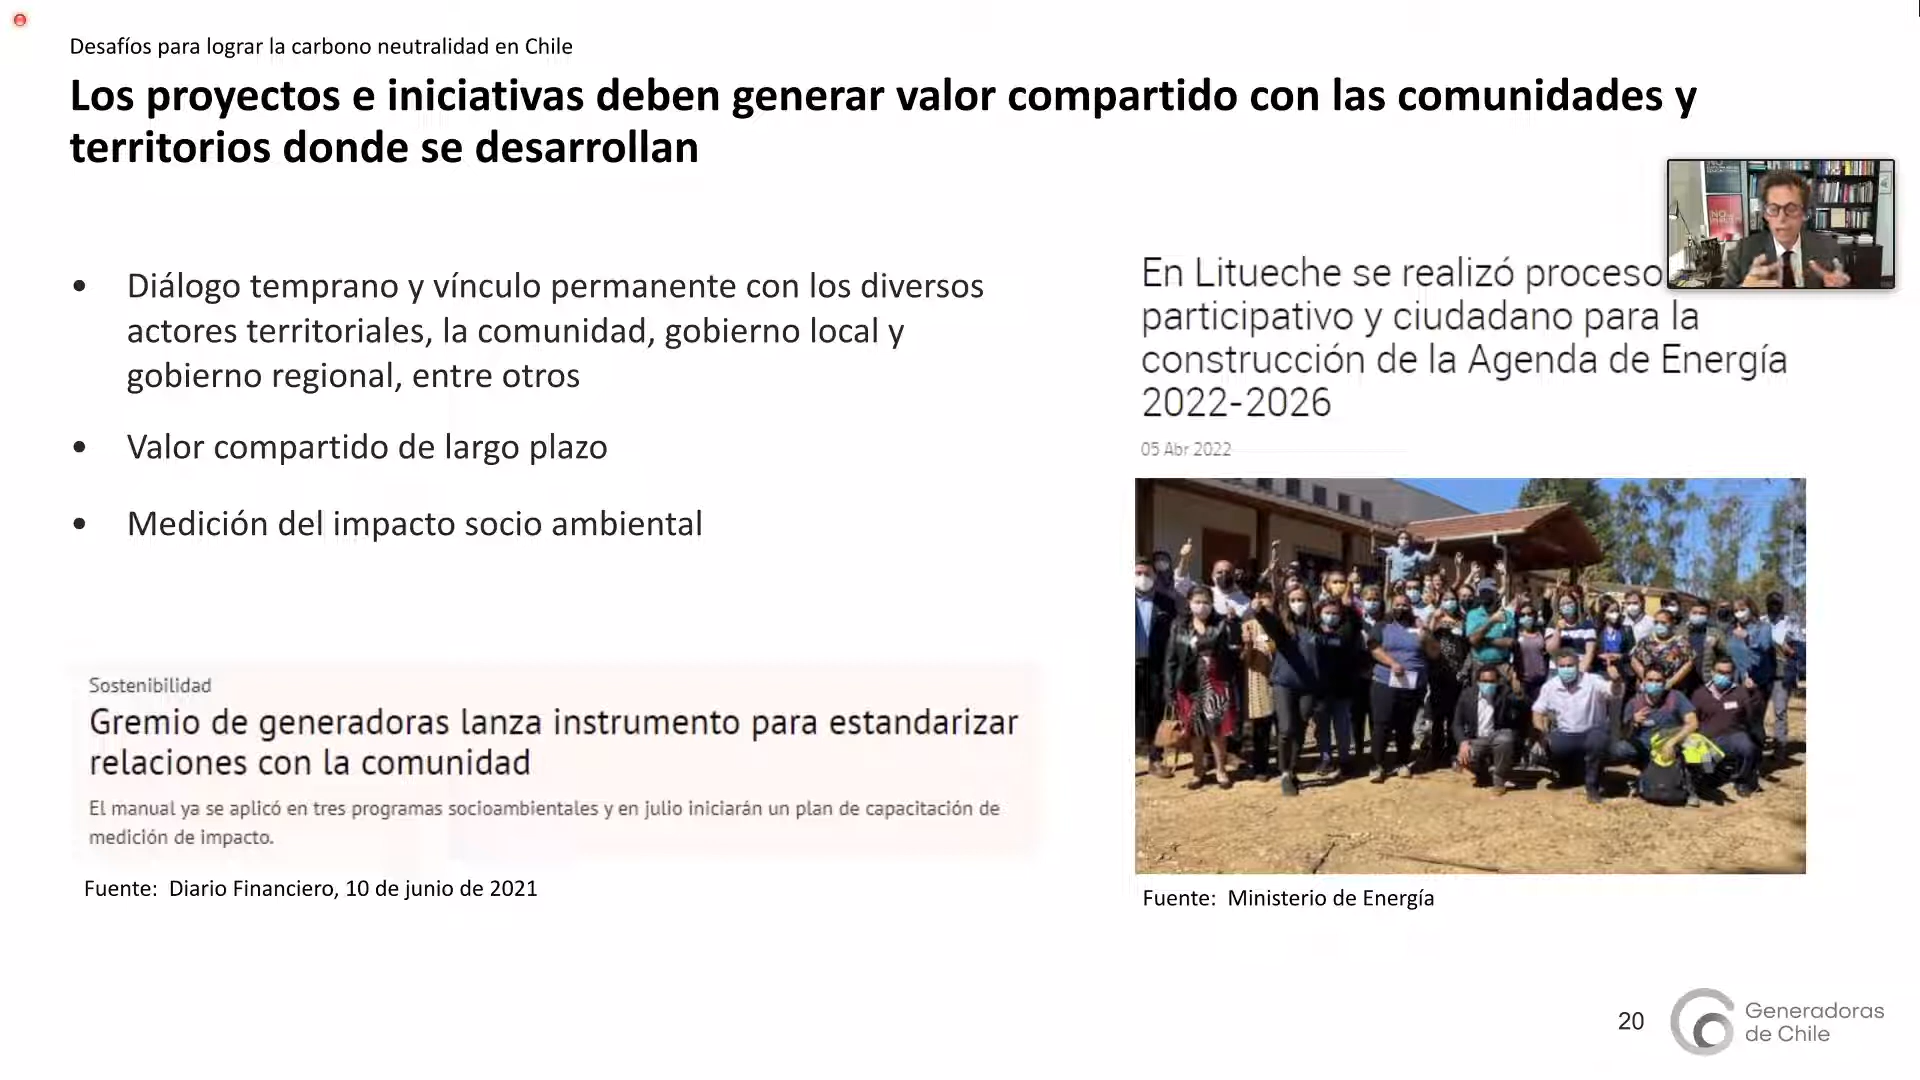 Desafíos para lograr la carbono neutralidad en Chile
Los proyectos e iniciativas deben generar valor compartido con las comunidades y
territorios donde se desarrollan
• Diálogo temprano y vínculo permanente con los diversos
actores territoriales, la comunidad, gobierno local y
gobierno regional, entre otros
• Valor compartido de largo plazo
• Medición del impacto socio ambiental
Sostenibilidad
Gremio de generadoras lanza instrumento para estandarizar
relaciones con la comunidad
El manual ya se aplicó en tres programas socioambientales y en julio iniciarán un plan de capacitación de
medición de impacto.
Fuente: Diario Financiero, 10 de junio de 2021
En Litueche se realizó proceso
participativo y ciudadano para la
construcción de la Agenda de Energía
2022-2026
05 Abr 2022
Fuente: Ministerio de Energía
20
Generadoras
de Chile